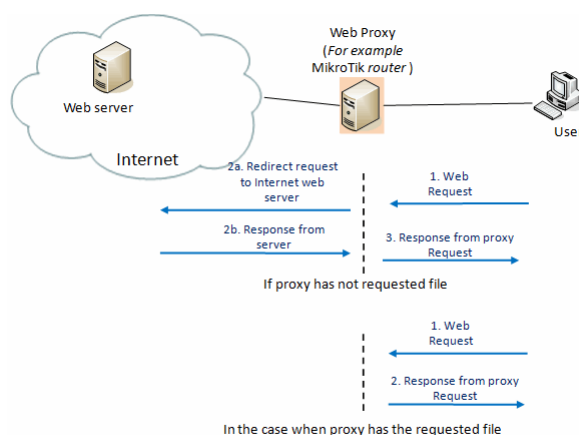 Web Proxy
(For example
MikroTik router )
Web server
User
Internet
2a. Redirect request
to Internet web
server
1. Web
Request
2b. Response from
server
3. Response from proxy
Request
If proxy has not requested file
1. Web
Request
2. Response from proxy
Request
In the case when proxy has the requested file